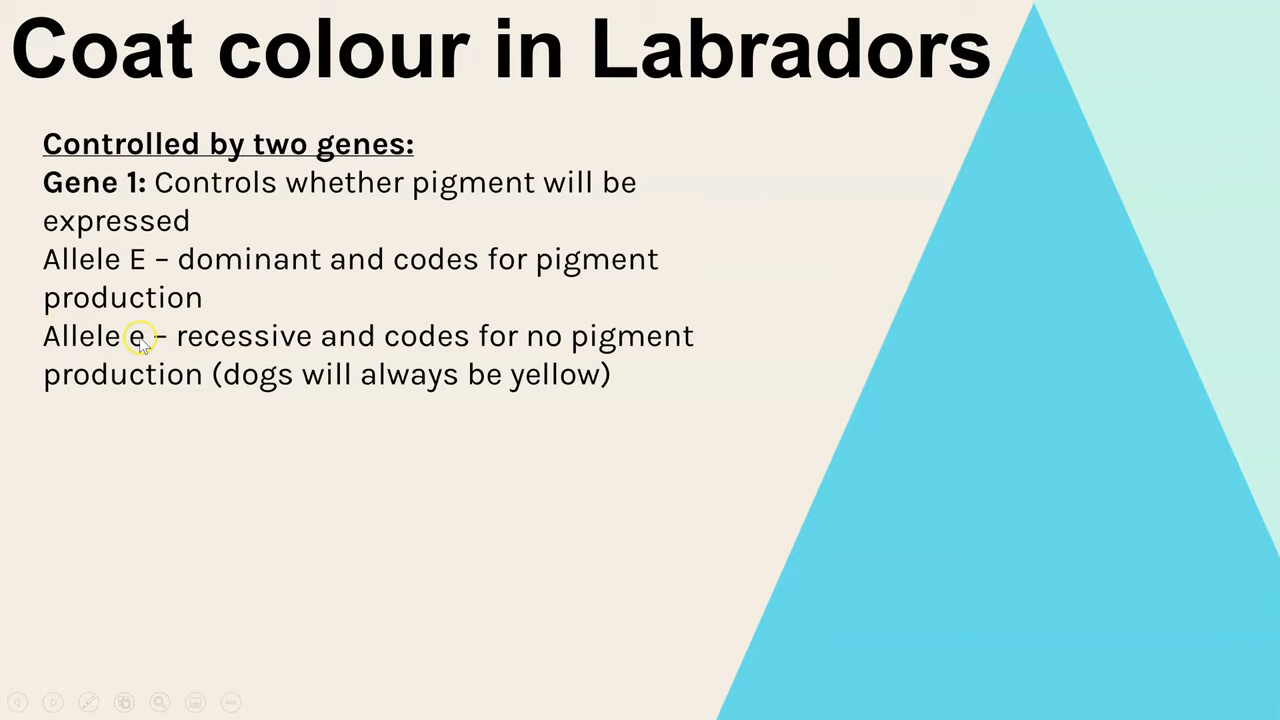 Coat colour in Labradors
Controlled by two genes:
Gene 1: Controls whether pigment will be
expressed
Allele E – dominant and codes for pigment
production
Allele e – recessive and codes for no pigment
production (dogs will always be yellow)